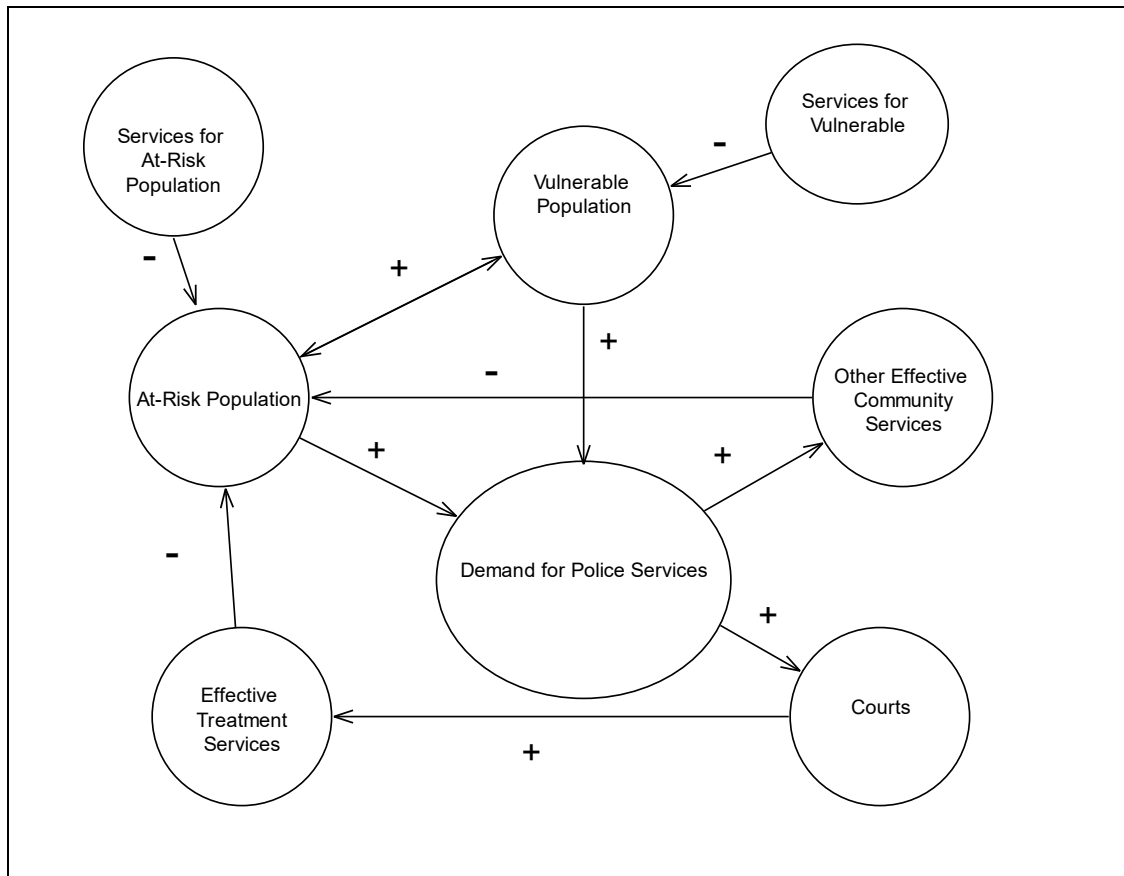 Services for
At-Risk
Population
Services for
Vulnerable
-
Vulnerable
Population
-
+
+
-
Other Effective
Community
Services
At-Risk Population
+
+
-
Demand for Police Services
+
Effective
Treatment
Services
Courts
+